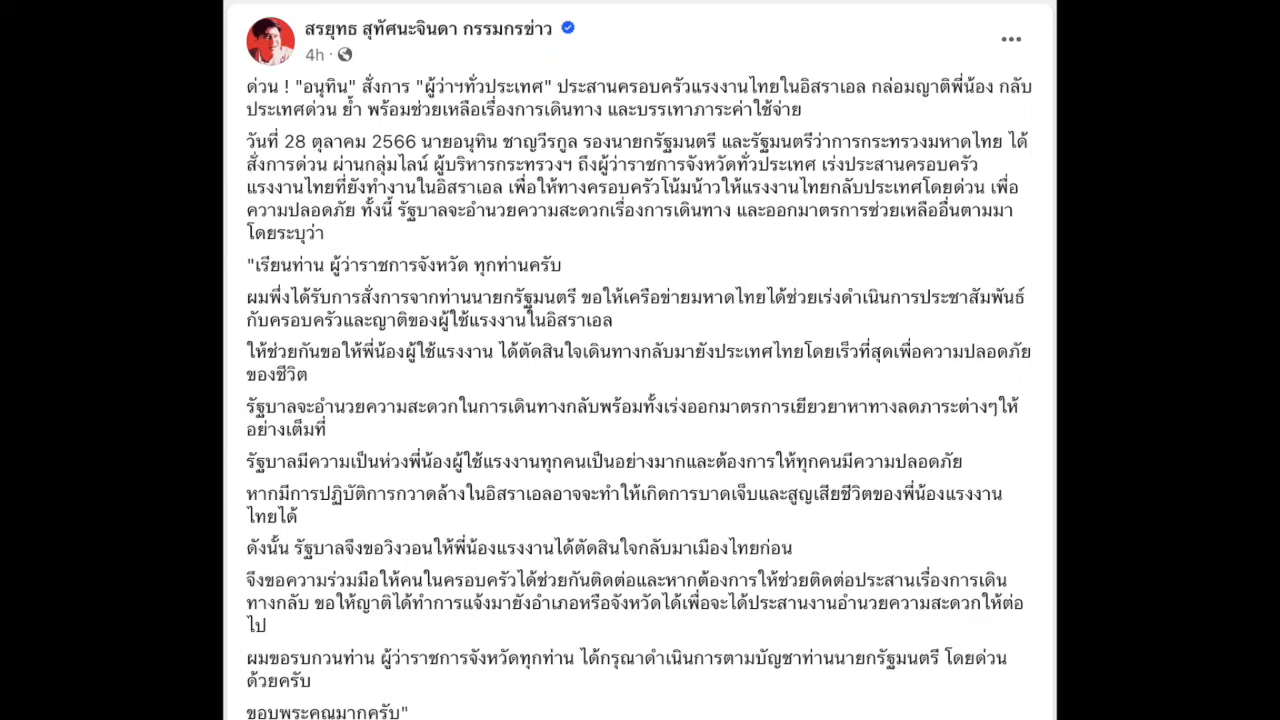 สรยุทธ สุทัศนะจินดา กรรมกรข่าว
4h ·
ด่วน ! "อนุทิน" สั่งการ "ผู้ว่าฯทั่วประเทศ" ประสานครอบครัวแรงงานไทยในอิสราเอล กล่อมญาติพี่น้อง กลับ
ประเทศด่วน ย้ำ พร้อมช่วยเหลือเรื่องการเดินทาง และบรรเทาภาระค่าใช้จ่าย
วันที่ 28 ตุลาคม 2566 นายอนุทิน ชาญวีรกูล รองนายกรัฐมนตรี และรัฐมนตรีว่าการกระทรวงมหาดไทย ได้
สั่งการด่วน ผ่านกลุ่มไลน์ ผู้บริหารกระทรวงฯ ถึงผู้ว่าราชการจังหวัดทั่วประเทศ เร่งประสานครอบครัว
แรงงานไทยที่ยังทำงานในอิสราเอล เพื่อให้ทางครอบครัวโน้มน้าวให้แรงงานไทยกลับประเทศโดยด่วน เพื่อ
ความปลอดภัย ทั้งนี้ รัฐบาลจะอำนวยความสะดวกเรื่องการเดินทาง และออกมาตรการช่วยเหลืออื่นตามมา
โดยระบุว่า
"เรียนท่าน ผู้ว่าราชการจังหวัด ทุกท่านครับ
ผมพึ่งได้รับการสั่งการจากท่านนายกรัฐมนตรี ขอให้เครือข่ายมหาดไทยได้ช่วยเร่งดำเนินการประชาสัมพันธ์
กับครอบครัวและญาติของผู้ใช้แรงงานในอิสราเอล
ให้ช่วยกันขอให้พี่น้องผู้ใช้แรงงาน ได้ตัดสินใจเดินทางกลับมายังประเทศไทยโดยเร็วที่สุดเพื่อความปลอดภัย
ของชีวิต
รัฐบาลจะอำนวยความสะดวกในการเดินทางกลับพร้อมทั้งเร่งออกมาตรการเยียวยาหาทางลดภาระต่างๆให้
อย่างเต็มที่
รัฐบาลมีความเป็นห่วงพี่น้องผู้ใช้แรงงานทุกคนเป็นอย่างมากและต้องการให้ทุกคนมีความปลอดภัย
หากมีการปฏิบัติการกวาดล้างในอิสราเอลอาจจะทำให้เกิดการบาดเจ็บและสูญเสียชีวิตของพี่น้องแรงงาน
ไทยได้
ดังนั้น รัฐบาลจึงขอวิงวอนให้พี่น้องแรงงานได้ตัดสินใจกลับมาเมืองไทยก่อน
จึงขอความร่วมมือให้คนในครอบครัวได้ช่วยกันติดต่อและหากต้องการให้ช่วยติดต่อประสานเรื่องการเดิน
ทางกลับ ขอให้ญาติได้ทำการแจ้งมายังอำเภอหรือจังหวัดได้เพื่อจะได้ประสานงานอำนวยความสะดวกให้ต่อ
ไป
ผมขอรบกวนท่าน ผู้ว่าราชการจังหวัดทุกท่าน ได้กรุณาดำเนินการตามบัญชาท่านนายกรัฐมนตรี โดยด่วน
ด้วยครับ
ขอบพระคุณมากครับ"